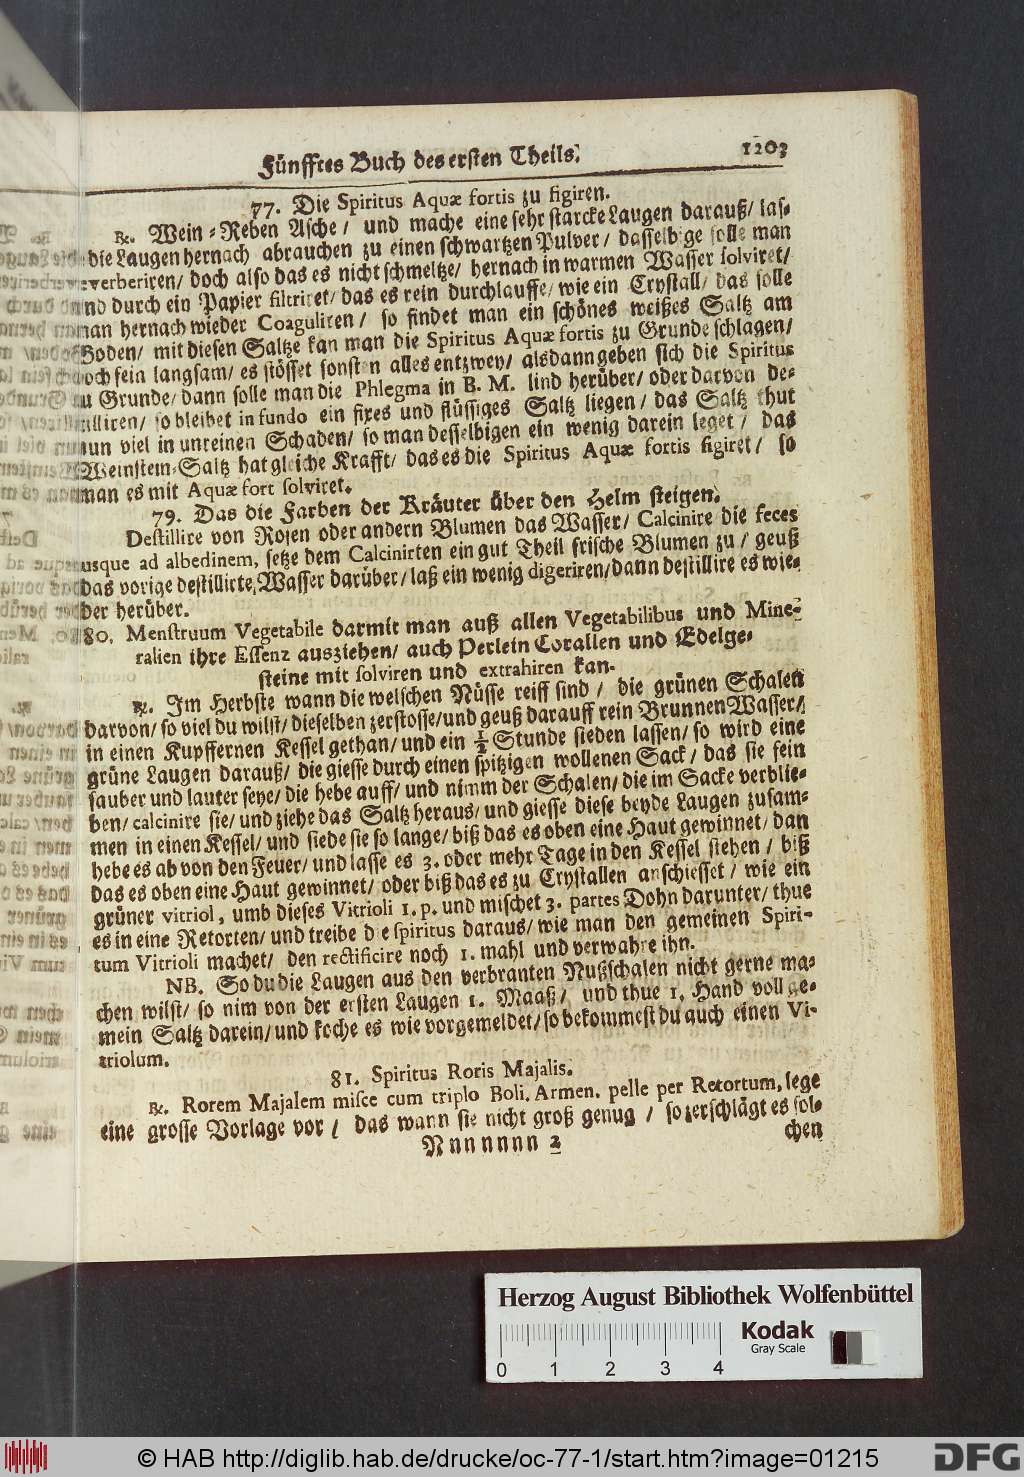 Fünfftes Buch des ersten Theils. 1203
77. Die Spiritus Aquæ fortis zu figiren.
℞. Wein-Reben Asche/ und mache eine sehr starcke Laugen darauß/ las-
die Laugen hernach abrauchen zu einen schwartzen Pulver/ dasselbige solle man
reverberiren/ doch also das es nicht schmeltze/ hernach in warmen Wasser solviret/
und durch ein Papier filtriret/ das es rein durchlauffe/ wie ein Crystall/ das solle
man hernach wieder Coaguliren/ so findet man ein schönes weißes Saltz am
Boden/ mit diesen Saltze kan man die Spiritus Aquæ fortis zu Grunde schlagen/
doch fein langsam/ es stösset sonsten alles entzwey/ alsdann geben sich die Spiritus
zu Grunde/ dann solle man die Phlegma in B. M. lind herüber/ oder darvon de-
stilliren/ so bleibet in fundo ein fixes und flüssiges Saltz liegen/ das Saltz thut
nun viel in unreinen Schaden/ so man desselbigen ein wenig darein leget/ das
Weinstein-Saltz hat gleiche Krafft/ das es die Spiritus Aquæ fortis figiret/ so
man es mit Aquæ fort solviret.
79. Das die Farben der Kräuter über den Helm steigen.
Destillire von Rosen oder andern Blumen das Wasser/ Calcinire die feces
usque ad albedinem, setze dem Calcinirten ein gut Theil frische Blumen zu/ geuß
das vorige destillirte Wasser darüber/ laß ein wenig digeriren/ dann destillire es wie-
der herüber.
80. Menstruum Vegetabile darmit man auß allen Vegetabilibus und Mine-
ralien ihre Essenz ausziehen/ auch Perlein Corallen und Edelge-
steine mit solviren und extrahiren kan.
℞. Im Herbste wann die welschen Nüsse reiff sind/ die grünen Schalen
darvon/ so viel du wilst/ dieselben zerstosse/ und geuß darauff rein Brunnen Wasser/
in einen Kupffernen Kessel gethan/ und ein ½ Stunde sieden lassen/ so wird eine
grüne Laugen darauß/ die giesse durch einen spitzigen wollenen Sack/ das sie fein
sauber und lauter seye/ die hebe auff/ und nimm der Schalen/ die im Sacke verblie-
ben/ calcinire sie/ und ziehe das Saltz heraus/ und giesse diese beyde Laugen zusam-
men in einen Kessel/ und siede sie so lange/ biß das es oben eine Haut gewinnet/ dan
hebe es ab von den Feuer/ und lasse es 3. oder mehr Tage in den Kessel stehen/ biß
das es oben eine Haut gewinnet/ oder biß das es zu Crystallen anschiesset/ wie ein
grüner vitriol, umb dieses Vitrioli 1. p. und mischet 3. partes Dohn darunter/ thue
es in eine Retorten/ und treibe die spiritus daraus/ wie man den gemeinen Spiri-
tum Vitrioli machet/ den rectificire noch 1. mahl und verwahre ihn.
NB. So du die Laugen aus den verbranten Nußschalen nicht gerne ma-
chen wilst/ so nim von der ersten Laugen 1. Maaß/ und thue 1. Hand voll ge-
mein Saltz darein/ und koche es wie vorgemeldet/ so bekommest du auch einen Vi-
triolum.
81. Spiritus Roris Majalis.
℞. Rorem Majalem misce cum triplo Boli. Armen. pelle per Retortum, lege
eine grosse Vorlage vor/ das wann sie nicht groß genug/ so zerschlägt es sol-
Nnnnnnn 2 chen
Herzog August Bibliothek Wolfenbüttel
Kodak
Gray Scale
0 1 2 3 4
© HAB http://diglib.hab.de/drucke/oc-77-1/start.htm?image=01215
DFG